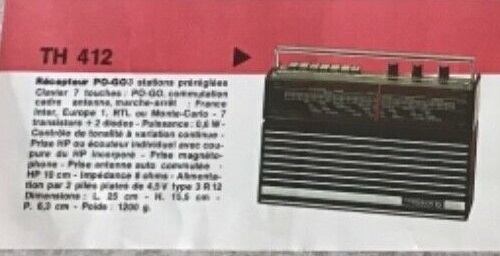 TH 412
Récepteur PO-GO 3 stations préréglées
Clavier 7 touches : PO-GO, commutation
cadre antenne, marche-arrêt : France
Inter, Europe 1, RTL ou Monte-Carlo - 7
transistors + 2 diodes - Puissance : 0,6 W -
Contrôle de tonalité à variation continue -
Prise HP ou écouteur individuel avec cou-
pure du HP incorporé - Prise magnéto-
phone - Prise antenne auto commutée -
HP 10 cm - Impédance 8 ohms - Alimenta-
tion par 2 piles plates de 4,5 V type 3 R 12
Dimensions : L. 25 cm - H. 15,5 cm -
P. 6,3 cm - Poids : 1200 g.